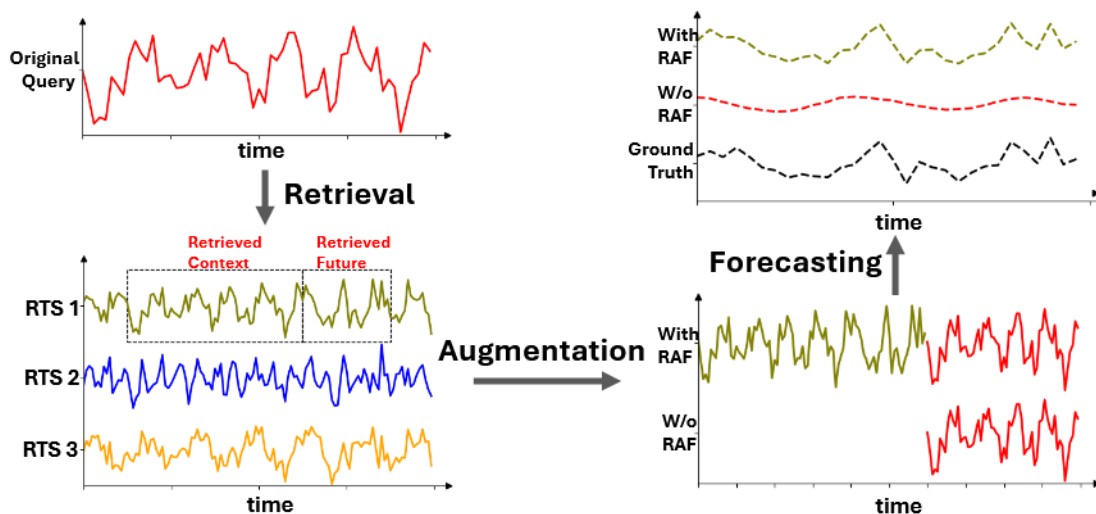 Original
Query
time
Retrieval
Retrieved
Context
Retrieved
Future
RTS 1
RTS 2
RTS 3
time
Augmentation
With
RAF
W/o
RAF
time
Forecasting
With
RAF
W/o
RAF
Ground
Truth
time